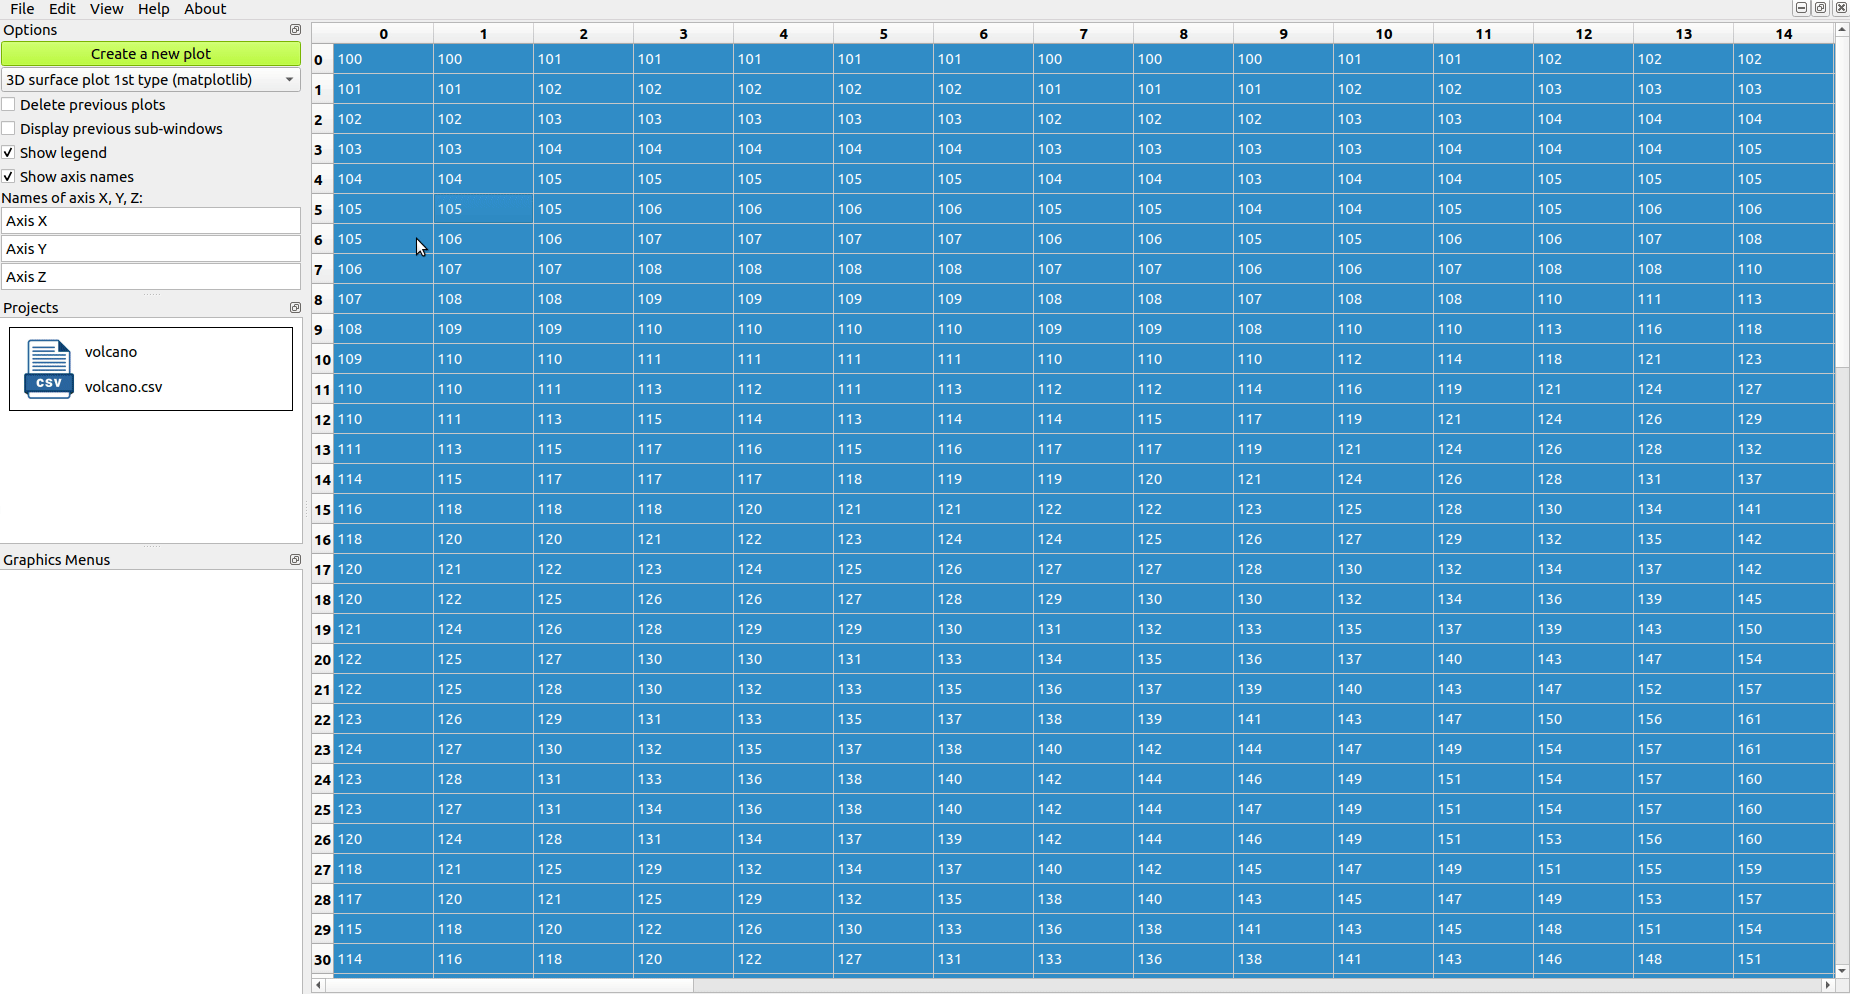 File Edit View Help About
Options
Create a new plot
3D surface plot 1st type (matplotlib)
Delete previous plots
Display previous sub-windows
Show legend
Show axis names
Names of axis X, Y, Z:
Axis X
Axis Y
Axis Z
Projects
volcano
CSV
volcano.csv
Graphics Menus
0 1 2 3 4 5 6 7 8 9 10 11 12 13 14
0 100 100 101 101 101 101 101 100 100 100 101 101 102 102 102
1 101 101 102 102 102 102 102 101 101 101 102 102 103 103 103
2 102 102 103 103 103 103 103 102 102 102 103 103 104 104 104
3 103 103 104 104 104 104 104 103 103 103 103 104 104 104 105
4 104 104 105 105 105 105 105 104 104 103 104 104 105 105 105
5 105 105 105 106 106 106 106 105 105 104 104 105 105 106 106
6 105 106 106 107 107 107 107 106 106 105 105 106 106 107 108
7 106 107 107 108 108 108 108 107 107 106 106 107 108 108 110
8 107 108 108 109 109 109 109 108 108 107 108 108 110 111 113
9 108 109 109 110 110 110 110 109 109 108 110 110 113 116 118
10 109 110 110 111 111 111 111 110 110 110 112 114 118 121 123
11 110 110 111 113 112 111 113 112 112 114 116 119 121 124 127
12 110 111 113 115 114 113 114 114 115 117 119 121 124 126 129
13 111 113 115 117 116 115 116 117 117 119 121 124 126 128 132
14 114 115 117 117 117 118 119 119 120 121 124 126 128 131 137
15 116 118 118 118 120 121 121 122 122 123 125 128 130 134 141
16 118 120 120 121 122 123 124 124 125 126 127 129 132 135 142
17 120 121 122 123 124 125 126 127 127 128 130 132 134 137 142
18 120 122 125 126 126 127 128 129 130 130 132 134 136 139 145
19 121 124 126 128 129 129 130 131 132 133 135 137 139 143 150
20 122 125 127 130 130 131 133 134 135 136 137 140 143 147 154
21 122 125 128 130 132 133 135 136 137 139 140 143 147 152 157
22 123 126 129 131 133 135 137 138 139 141 143 147 150 156 161
23 124 127 130 132 135 137 138 140 142 144 147 149 154 157 161
24 123 128 131 133 136 138 140 142 144 146 149 151 154 157 160
25 123 127 131 134 136 138 140 142 144 147 149 151 154 157 160
26 120 124 128 131 134 137 139 142 144 146 149 151 153 156 160
27 118 121 125 129 132 134 137 140 142 145 147 149 151 155 159
28 117 120 121 125 129 132 135 138 140 143 145 147 149 153 157
29 115 118 120 122 126 130 133 136 138 141 143 145 148 151 154
30 114 116 118 120 122 127 131 133 136 138 141 143 146 148 151